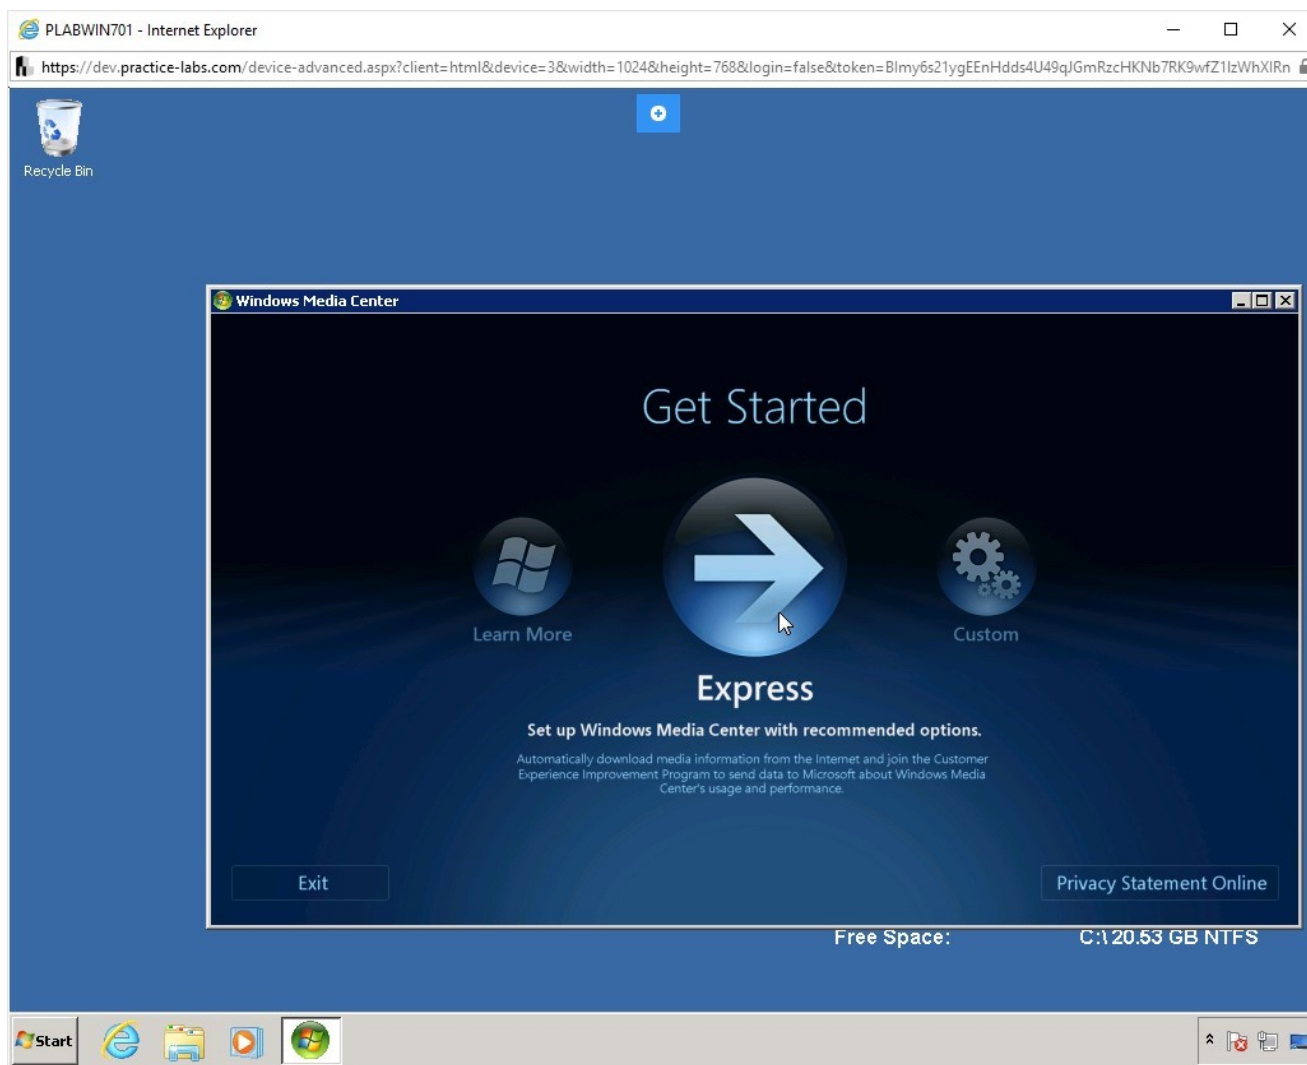 PLABWIN701 - Internet Explorer
https://dev.practice-labs.com/device-advanced.aspx?client=html&device=3&width=1024&height=768&login=false&token=
Recycle Bin
Windows Media Center
Get Started
Learn More
Custom
Express
Set up Windows Media Center with recommended options.
Automatically download media information from the Internet and join the Customer
Experience Improvement Program to send data to Microsoft about Windows Media
Center's usage and performance.
Exit
Privacy Statement Online
Free Space:
C:\ 20.53 GB NTFS
Start